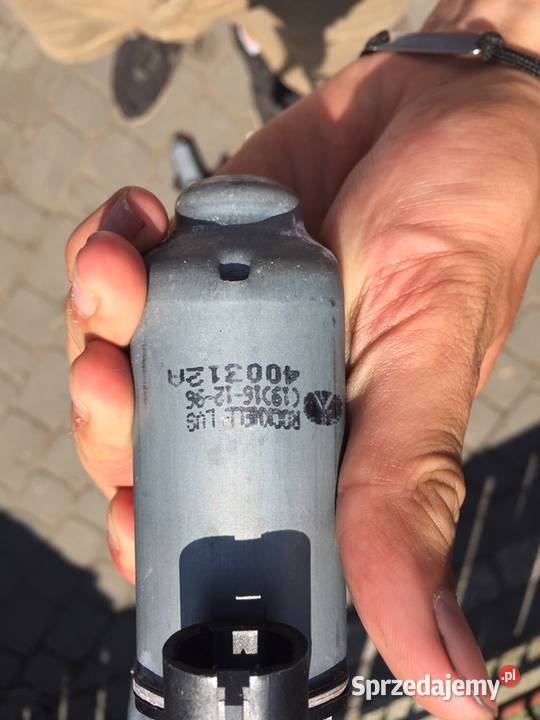 ROCKWELL LVS
(19)16-12-96
400312A
Sprzedajemy.pl